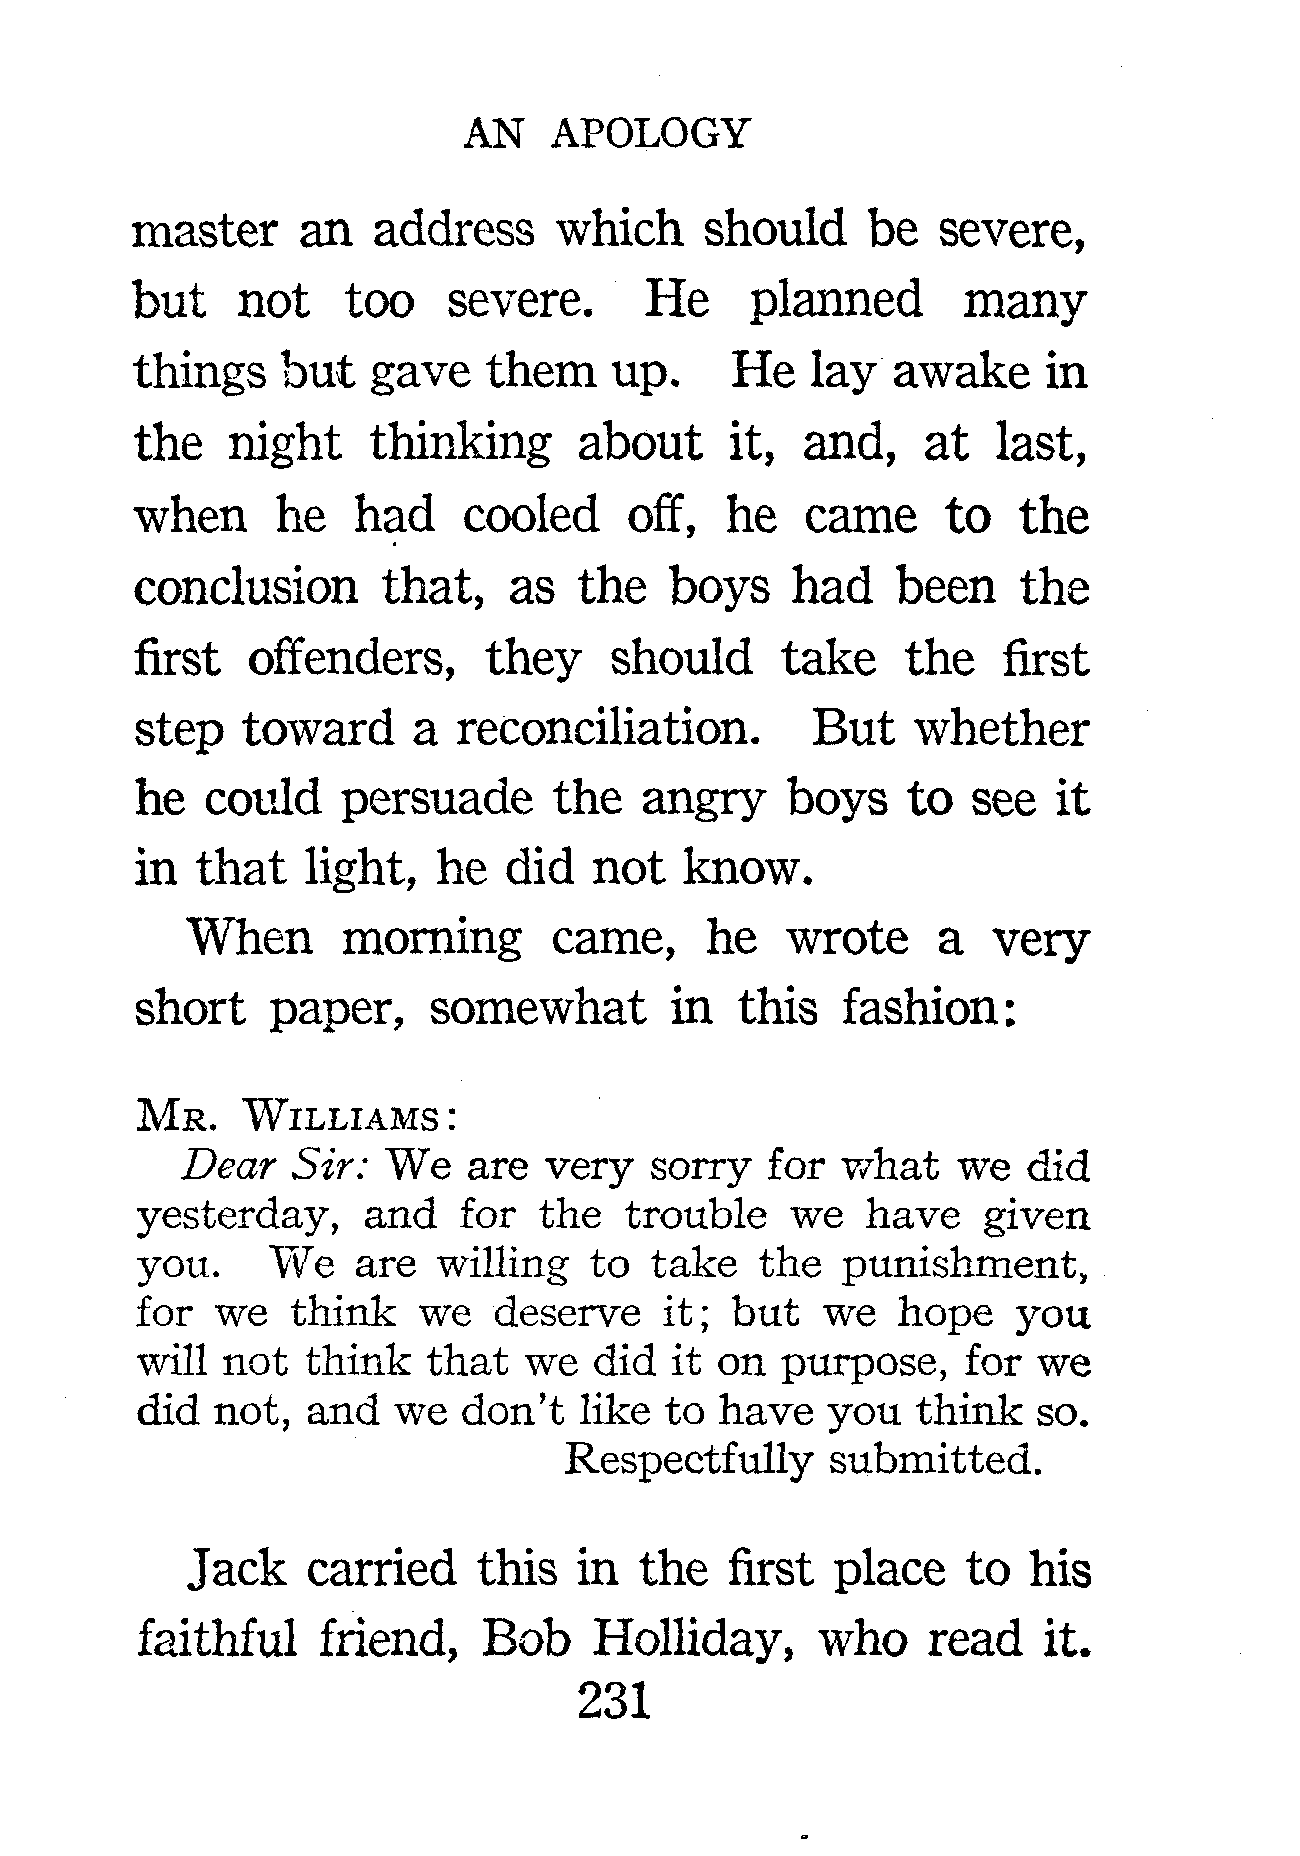 AN APOLOGY
master an address which should be severe,
but not too severe. He planned many
things but gave them up. He lay awake in
the night thinking about it, and, at last,
when he had cooled off, he came to the
conclusion that, as the boys had been the
first offenders, they should take the first
step toward a reconciliation. But whether
he could persuade the angry boys to see it
in that light, he did not know.
When morning came, he wrote a very
short paper, somewhat in this fashion:
MR. WILLIAMS:
Dear Sir: We are very sorry for what we did
yesterday, and for the trouble we have given
you. We are willing to take the punishment,
for we think we deserve it; but we hope you
will not think that we did it on purpose, for we
did not, and we don't like to have you think so.
Respectfully submitted.
Jack carried this in the first place to his
faithful friend, Bob Holliday, who read it.
231